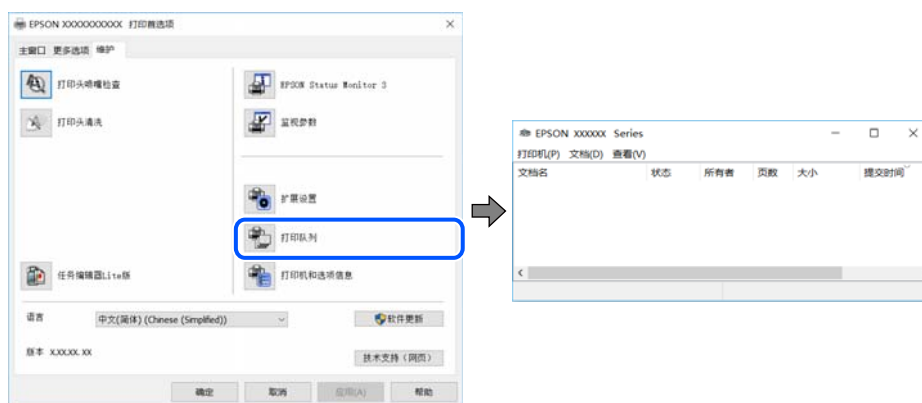 EPSON XXXXXXXXXX 打印首选项
主窗口 更多选项 维护
打印头喷嘴检查
打印头清洗
EPSON Status Monitor 3
监视参数
扩展设置
打印队列
任务编辑器Lite版
打印机和选项信息
语言 中文(简体) (Chinese (Simplified))
软件更新
版本 X.XX.XX. XX
技术支持（网页）
确定 取消 应用(A) 帮助
EPSON XXXXXX Series
打印机(P) 文档(D) 查看(V)
文档名 状态 所有者 页数 大小 提交时间